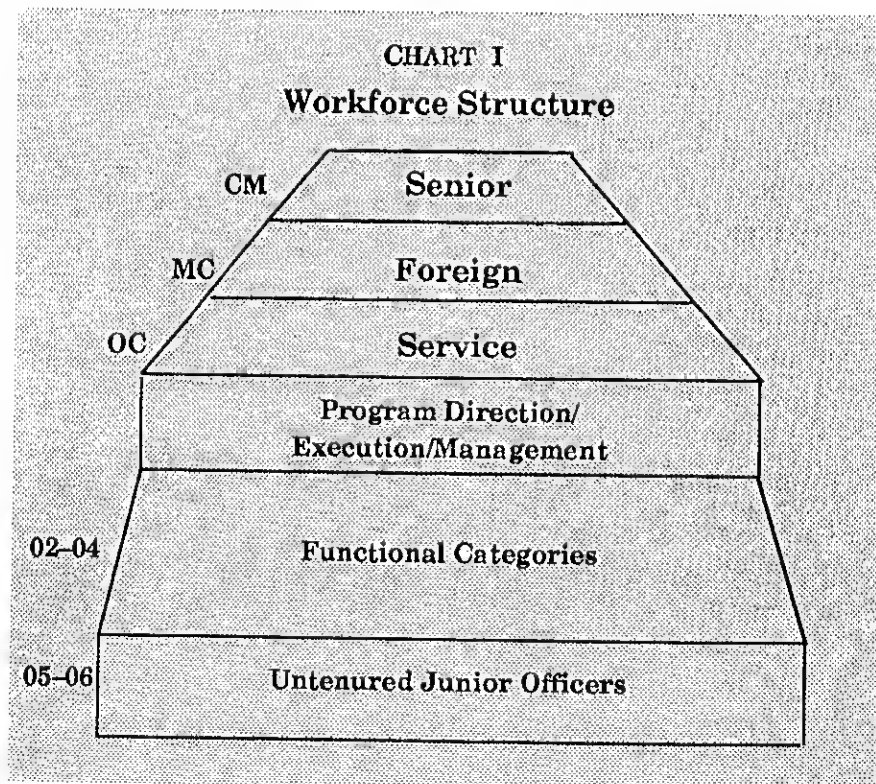 CHART I
Workforce Structure
CM Senior
MC Foreign
OC Service
Program Direction/
Execution/Management
02–04 Functional Categories
05–06 Untenured Junior Officers